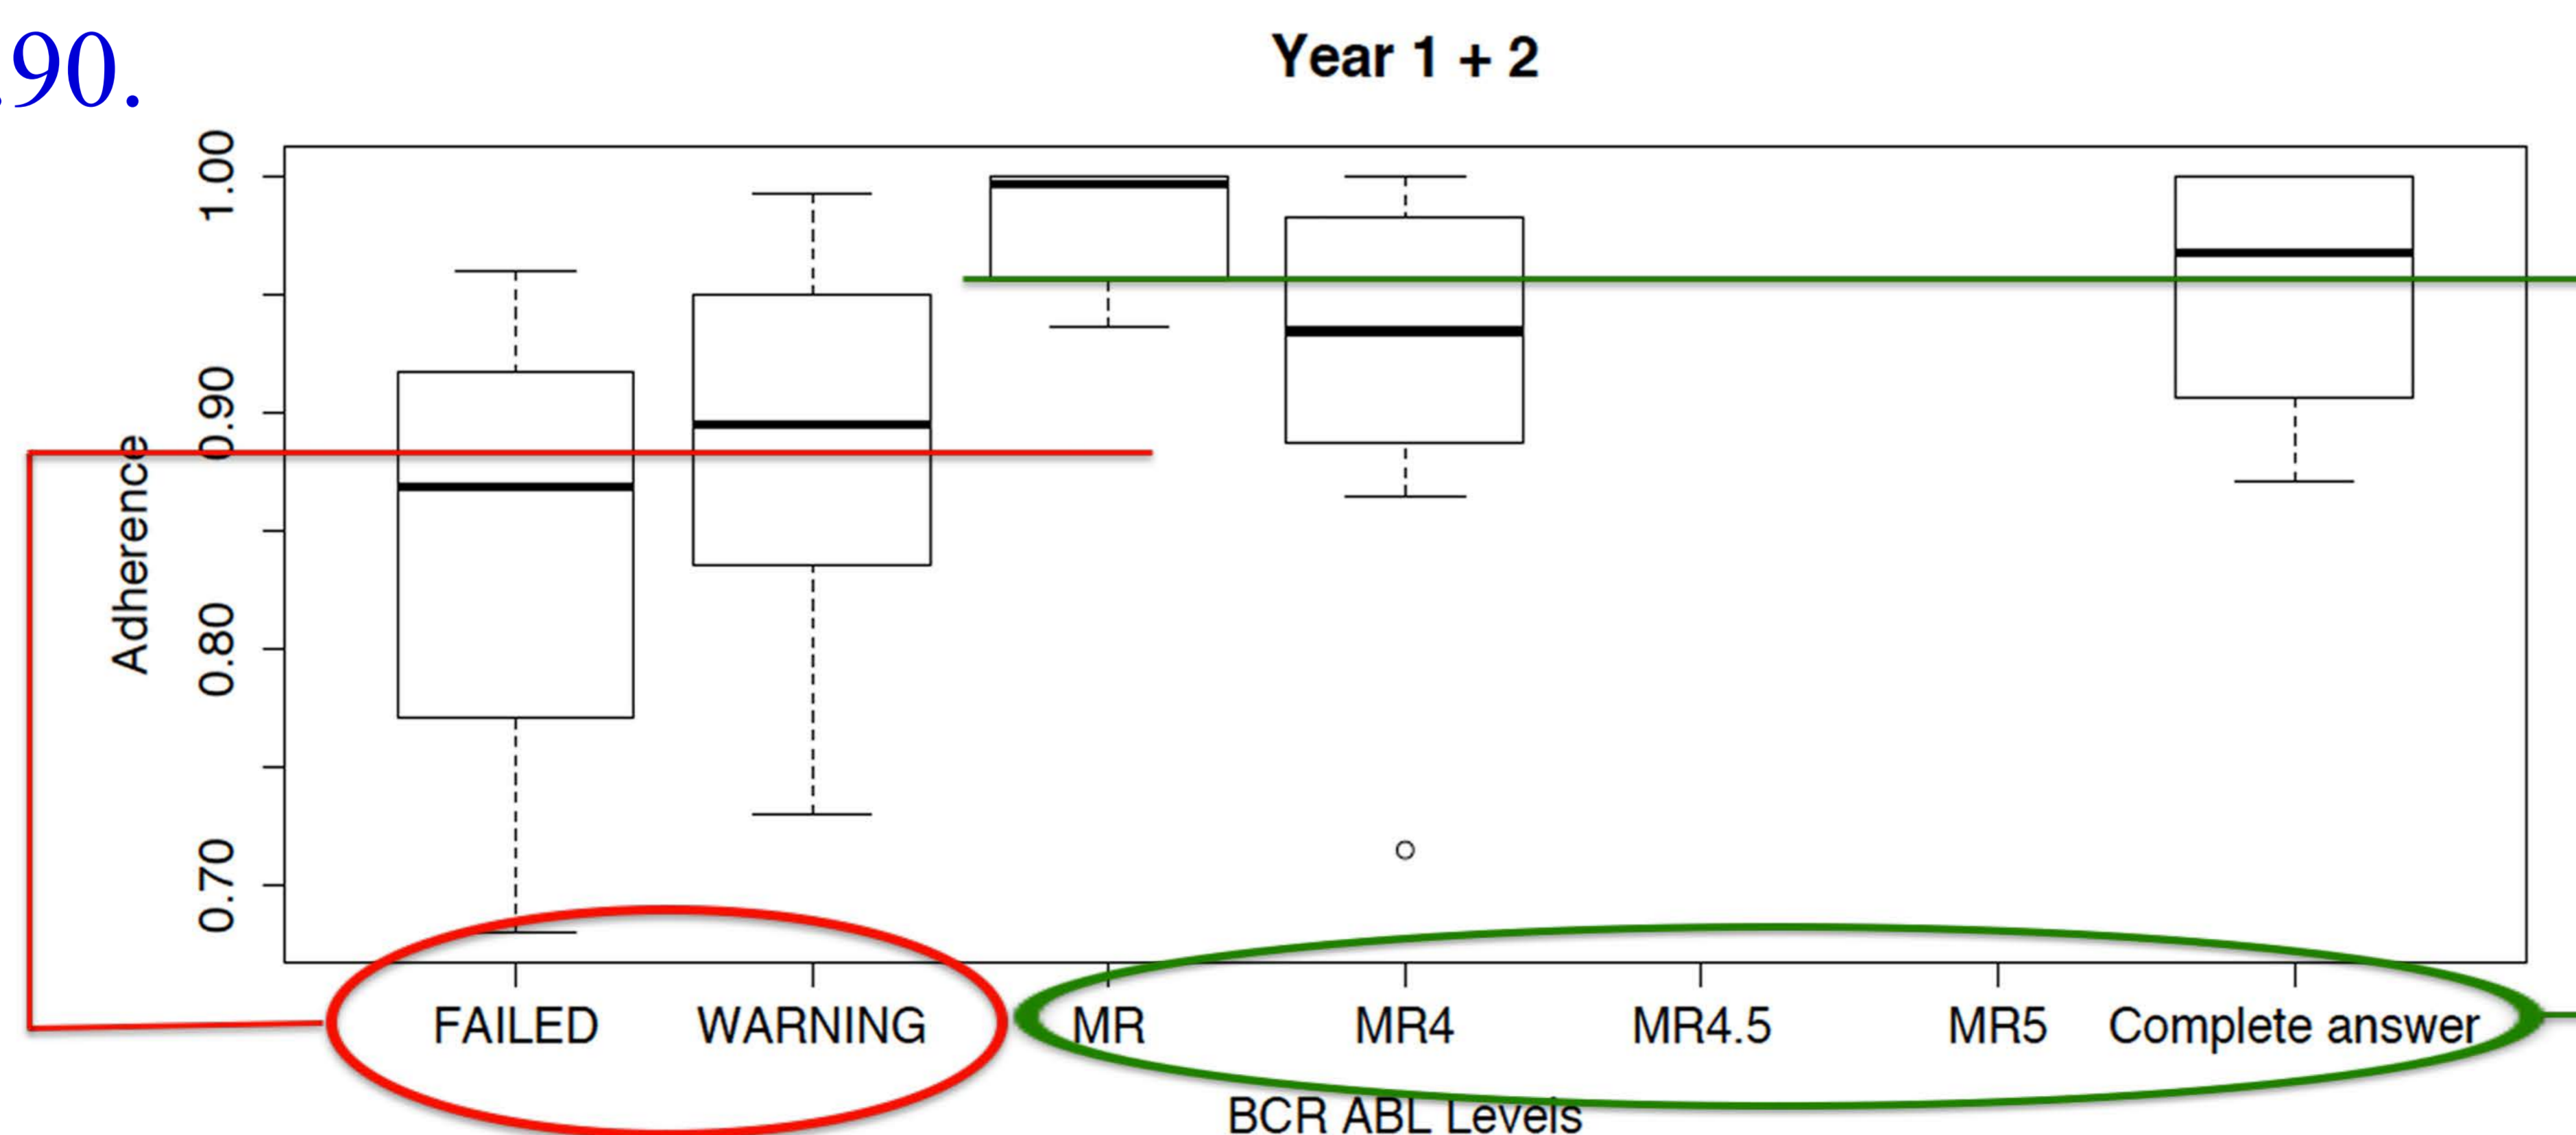 .90.
Year 1 + 2
1.00
0.90
0.80
0.70
Adherence
FAILED WARNING MR MR4 MR4.5 MR5 Complete answer
BCR ABL Levels